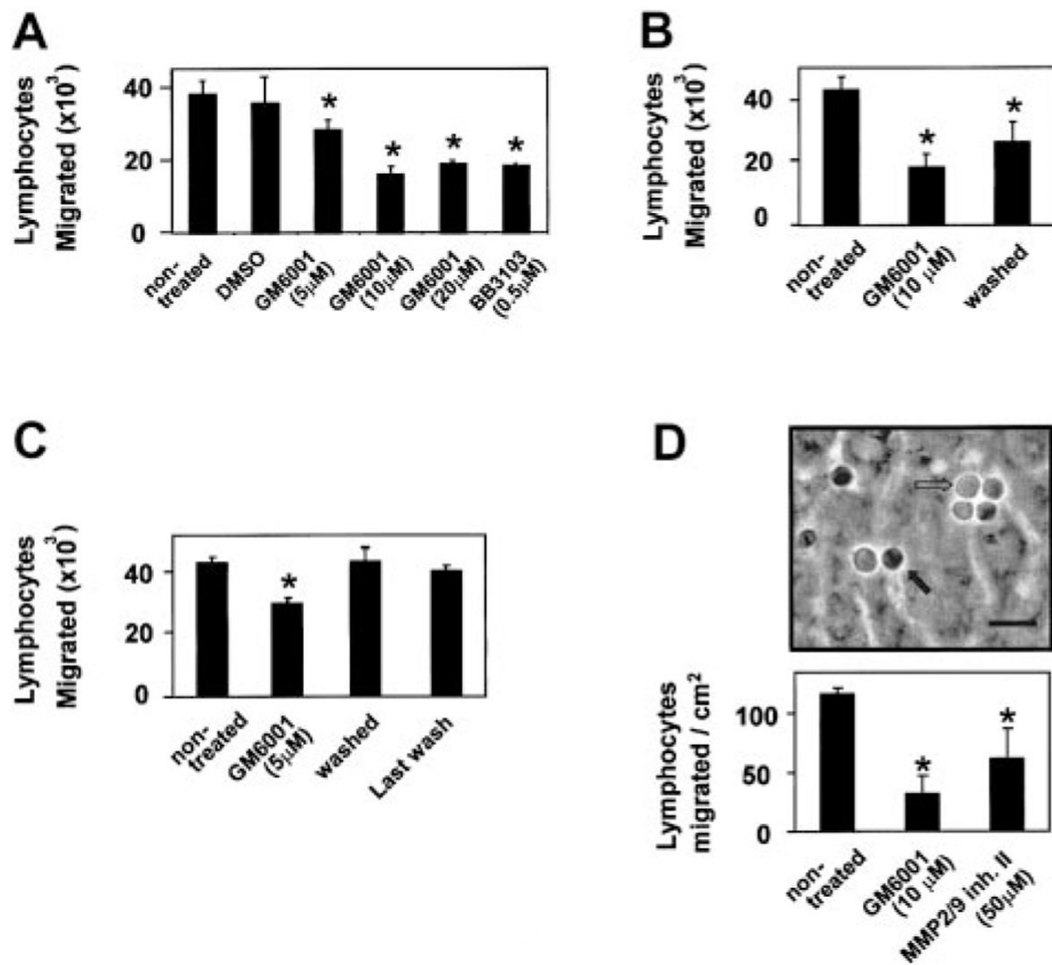 A
Lymphocytes
Migrated (x10³)
40
20
0
non-
treated
DMSO
GM6001
(5µM)
GM6001
(10µM)
GM6001
(20µM)
BB3103
(0.5µM)
* * * *
B
Lymphocytes
Migrated (x10³)
40
20
0
non-
treated
GM6001
(10 µM)
washed
* *
C
Lymphocytes
Migrated (x10³)
40
20
0
non-
treated
GM6001
(5µM)
washed
Last wash
*
D
Lymphocytes
migrated / cm²
100
50
0
non-
treated
GM6001
(10 µM)
MMP2/9 inh. II
(50µM)
* *